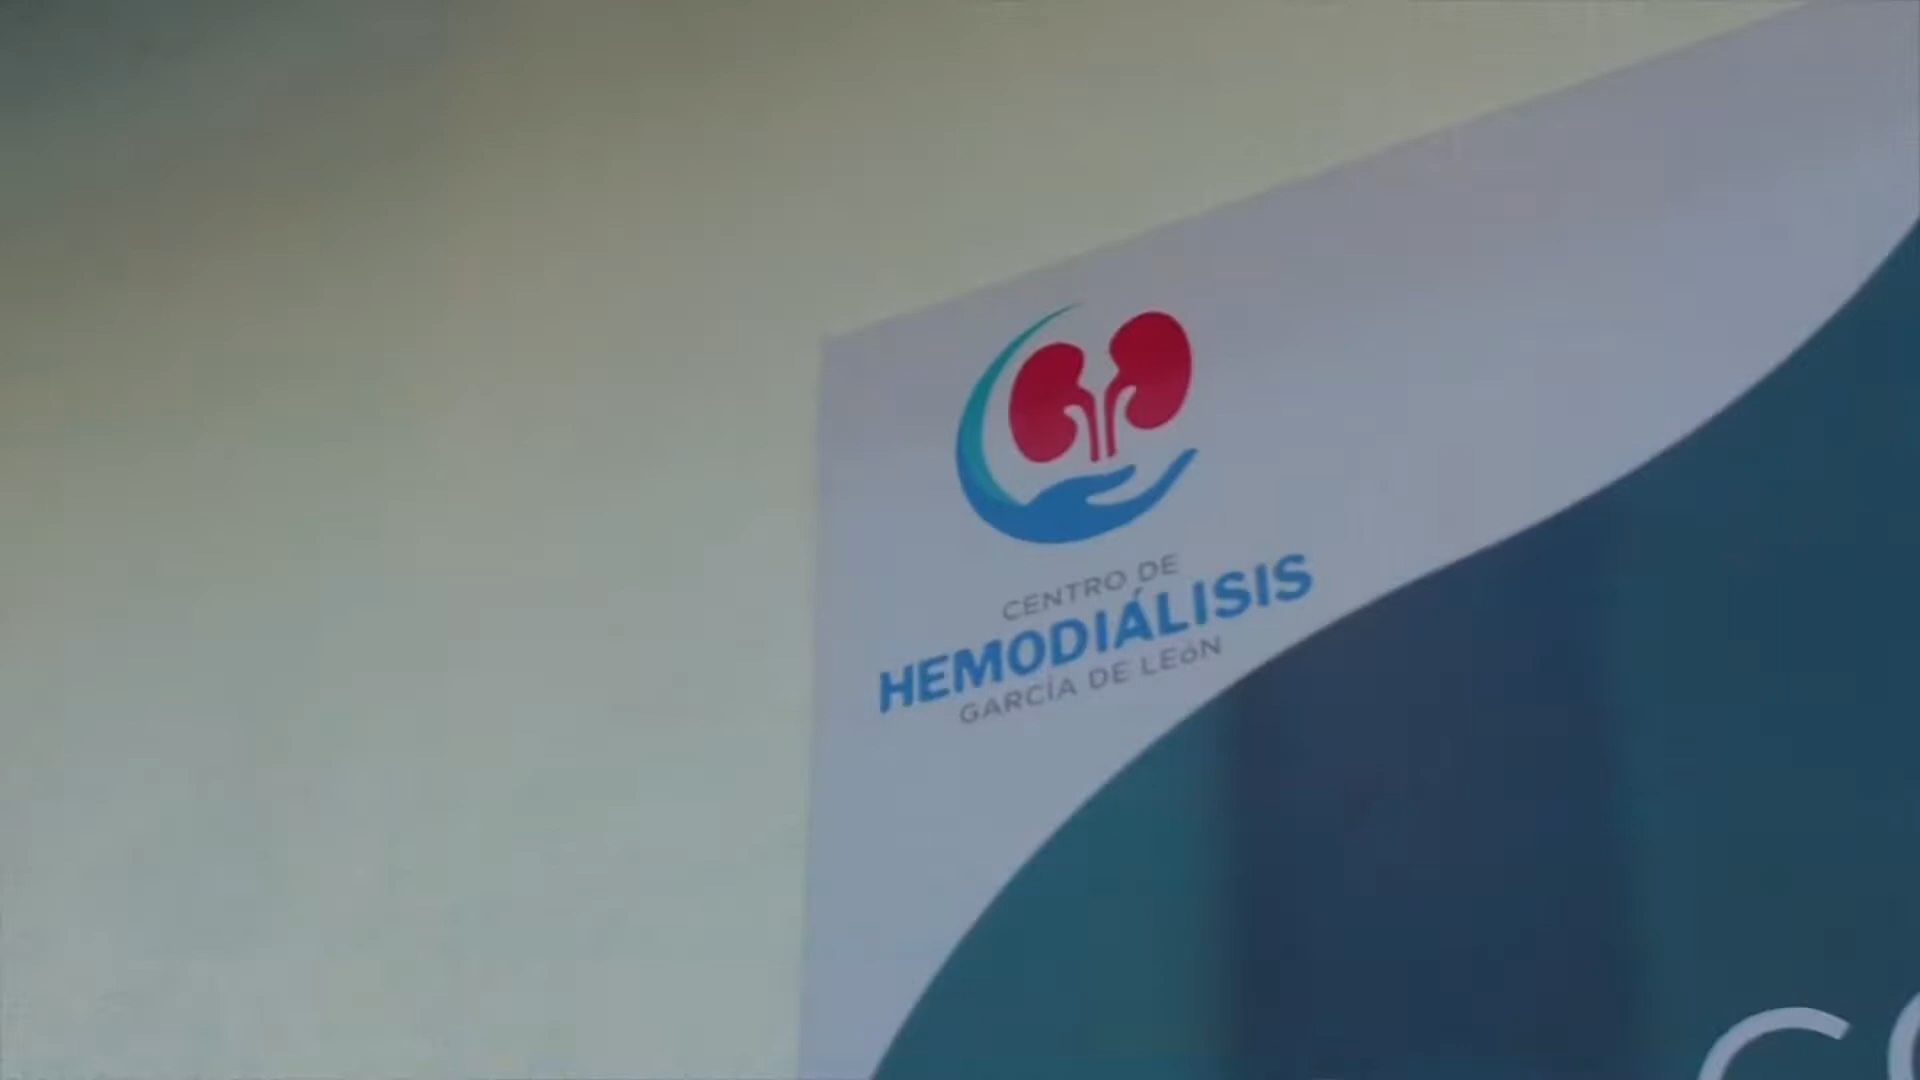 CENTRO DE
HEMODIÁLISIS
GARCÍA DE LEóN